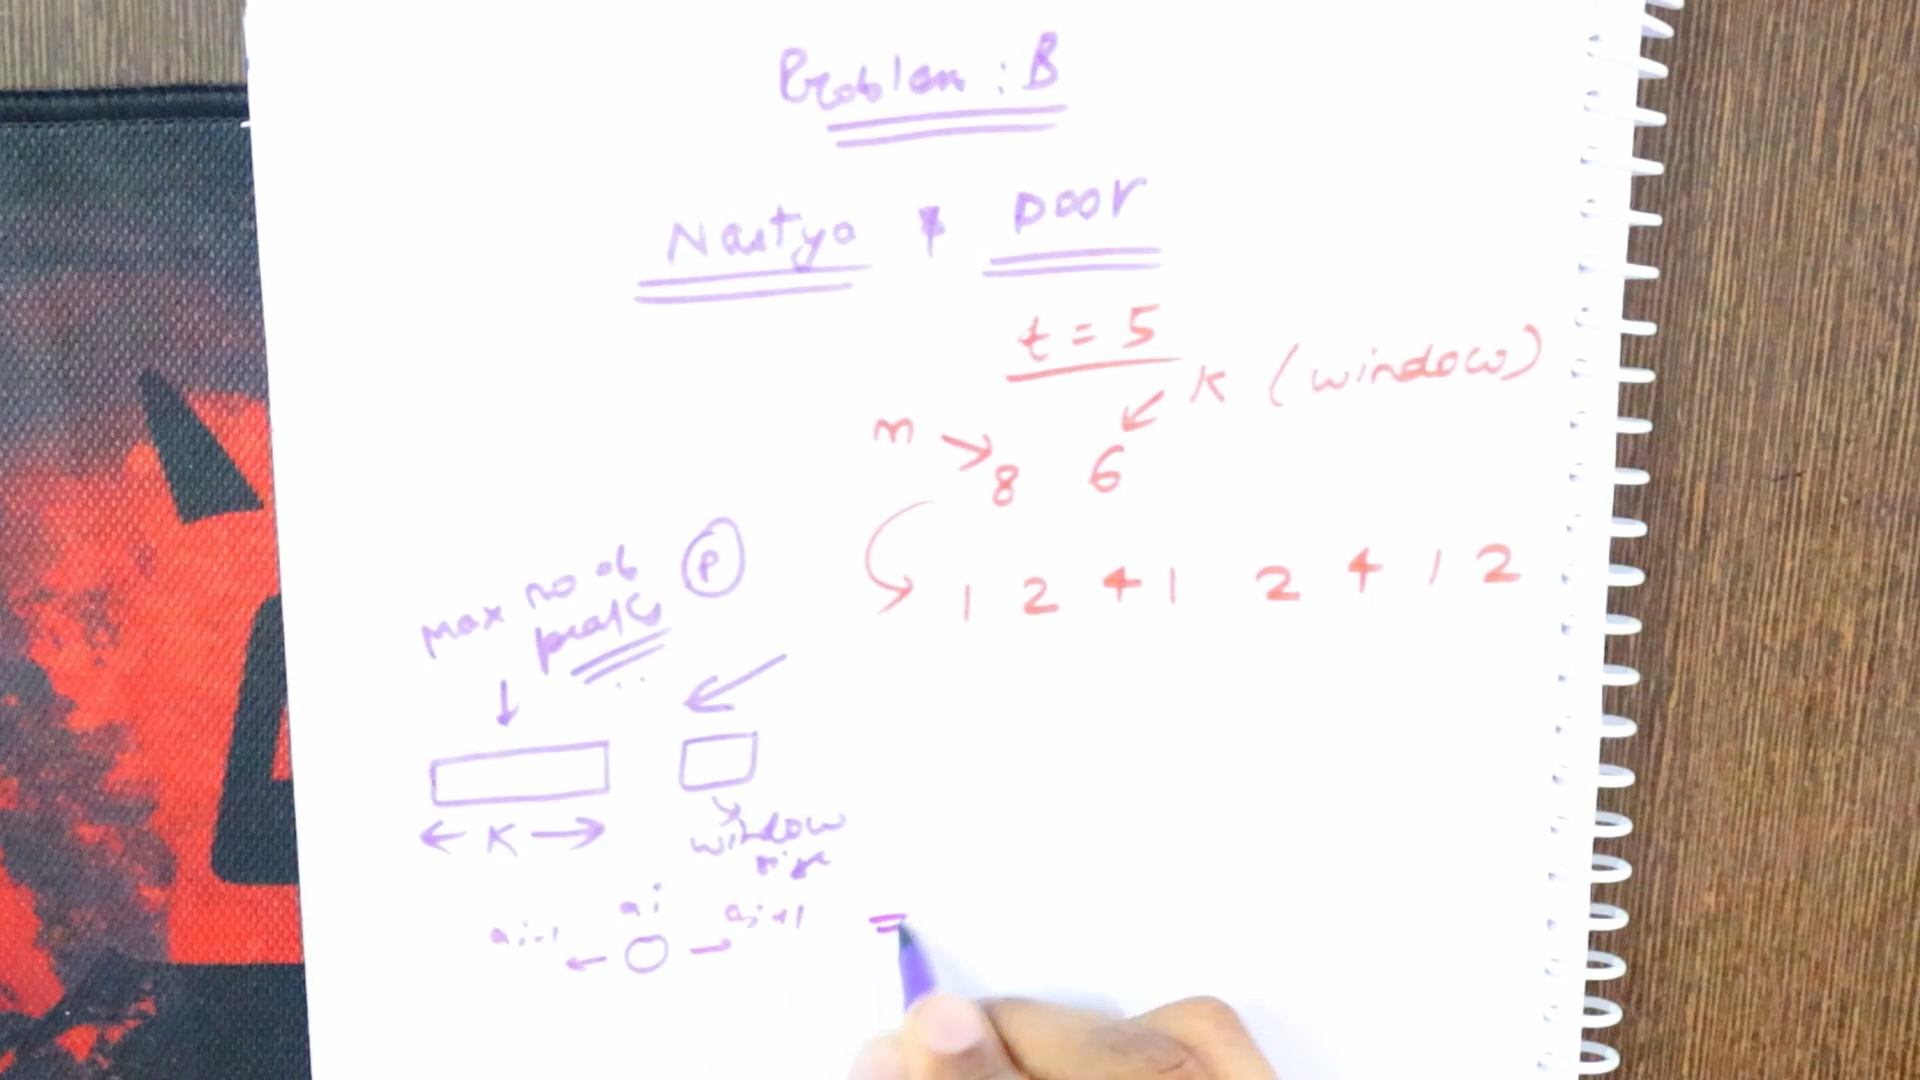 Problem : B
Nastya & Door
t = 5
K (window)
n → 8 6
1 2 4 1 2 4 1 2
Max no of peaks P
K
window size
ai-1 ai ai+1 =